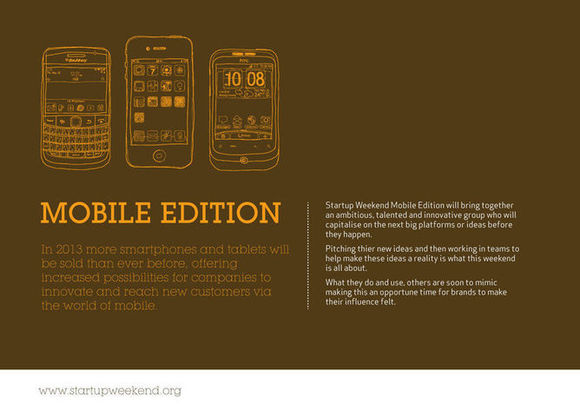 BlackBerry
htc
10 08
MOBILE EDITION
In 2013 more smartphones and tablets will
be sold than ever before, offering
increased possibilities for companies to
innovate and reach new customers via
the world of mobile.
Startup Weekend Mobile Edition will bring together
an ambitious, talented and innovative group who will
capitalise on the next big platforms or ideas before
they happen.
Pitching thier new ideas and then working in teams to
help make these ideas a reality is what this weekend
is all about.
What they do and use, others are soon to mimic
making this an opportune time for brands to make
their influence felt.
www.startupweekend.org